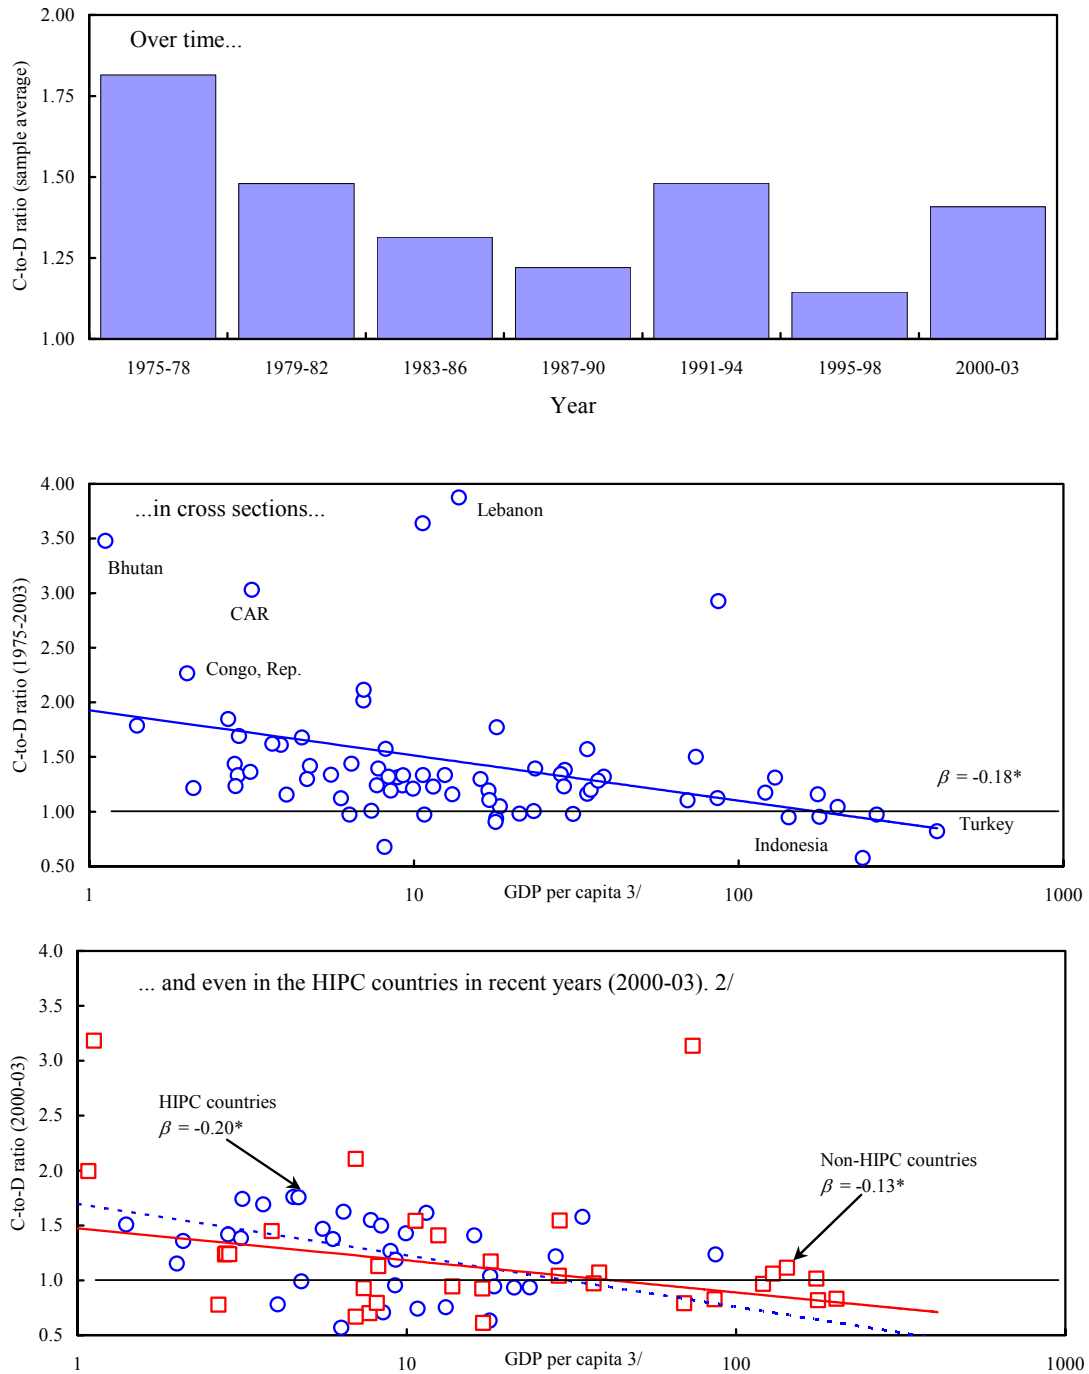 Over time...
C-to-D ratio (sample average)
2.00
1.75
1.50
1.25
1.00
1975-78 1979-82 1983-86 1987-90 1991-94 1995-98 2000-03
Year
...in cross sections...
C-to-D ratio (1975-2003)
4.00
3.50
3.00
2.50
2.00
1.50
1.00
0.50
Lebanon
Bhutan
CAR
Congo, Rep.
β = -0.18*
Turkey
Indonesia
1 10 100 1000
GDP per capita 3/
... and even in the HIPC countries in recent years (2000-03). 2/
C-to-D ratio (2000-03)
4.0
3.5
3.0
2.5
2.0
1.5
1.0
0.5
HIPC countries
β = -0.20*
Non-HIPC countries
β = -0.13*
1 10 100 1000
GDP per capita 3/